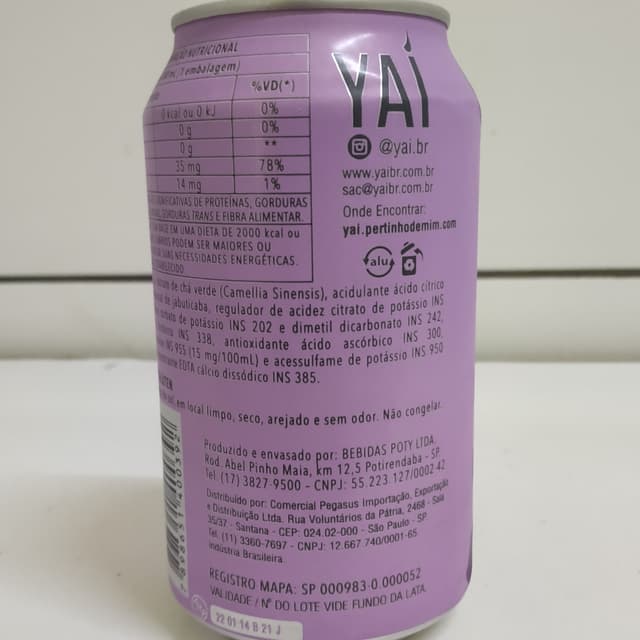 NUTRICIONAL
/1 embalagem)
%VD(*)
0 kcal ou 0 kJ 0%
0 g 0%
0 g **
35 mg 78%
14 mg 1%
DE PROTEÍNAS, GORDURAS
GORDURAS TRANS E FIBRA ALIMENTAR.
BASE EM UMA DIETA DE 2000 kcal ou
PODEM SER MAIORES OU
SUAS NECESSIDADES ENERGÉTICAS.
YAÍ
@yai.br
www.yaibr.com.br
sac@yaibr.com.br
Onde Encontrar:
yai.pertinhodemim.com
alu
de chá verde (Camellia Sinensis), acidulante ácido cítrico
de jabuticaba, regulador de acidez citrato de potássio INS
de potássio INS 202 e dimetil dicarbonato INS 242,
INS 338, antioxidante ácido ascórbico INS 300,
INS 955 (15 mg/100mL) e acessulfame de potássio INS 950
EDTA cálcio dissódico INS 385.
em local limpo, seco, arejado e sem odor. Não congelar.
Produzido e envasado por: BEBIDAS POTY LTDA.
Rod. Abel Pinho Maia, km 12,5 Potirendaba - SP.
Tel. (17) 3827-9500 - CNPJ: 55.223.127/0002 42
Distribuído por: Comercial Pegasus Importação, Exportação
e Distribuição Ltda. Rua Voluntários da Pátria, 2468 - Sala
35/37 - Santana - CEP: 024.02-000 - São Paulo - SP.
Tel. (11) 3360-7697 - CNPJ: 12.667 740/0001-65
Indústria Brasileira.
REGISTRO MAPA: SP 000983-0.000052
VALIDADE / Nº DO LOTE VIDE FUNDO DA LATA.
22 01 14 B 21 J